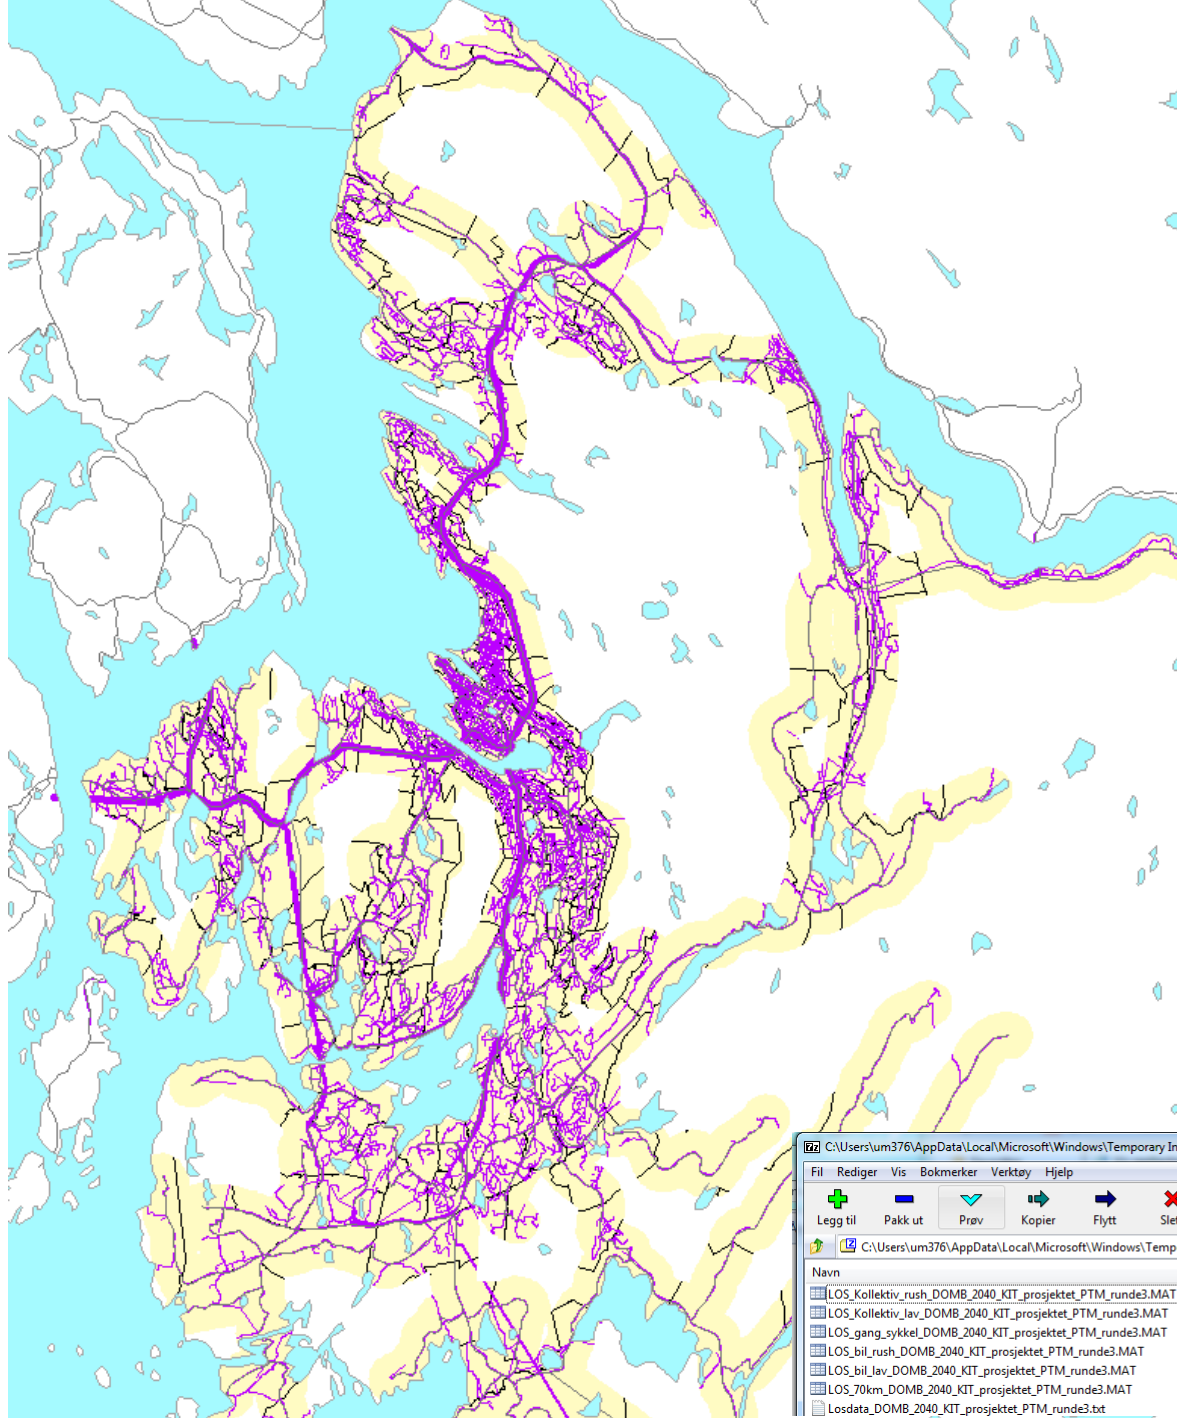 C:\Users\um376\AppData\Local\Microsoft\Windows\Temporary In
Fil Rediger Vis Bokmerker Verktøy Hjelp
Legg til Pakk ut Prøv Kopier Flytt Slet
C:\Users\um376\AppData\Local\Microsoft\Windows\Temp
Navn
LOS_Kollektiv_rush_DOMB_2040_KIT_prosjektet_PTM_runde3.MAT
LOS_Kollektiv_lav_DOMB_2040_KIT_prosjektet_PTM_runde3.MAT
LOS_gang_sykkel_DOMB_2040_KIT_prosjektet_PTM_runde3.MAT
LOS_bil_rush_DOMB_2040_KIT_prosjektet_PTM_runde3.MAT
LOS_bil_lav_DOMB_2040_KIT_prosjektet_PTM_runde3.MAT
LOS_70km_DOMB_2040_KIT_prosjektet_PTM_runde3.MAT
Losdata_DOMB_2040_KIT_prosjektet_PTM_runde3.txt